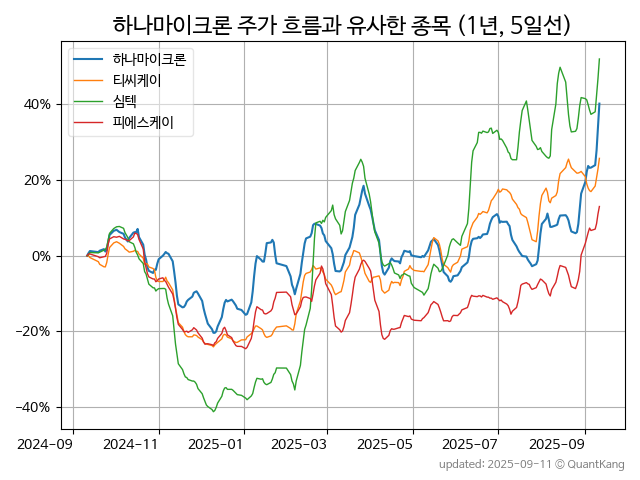 하나마이크론 주가 흐름과 유사한 종목 (1년, 5일선)
하나마이크론
티씨케이
심텍
피에스케이
40%
20%
0%
−20%
−40%
2024-09 2024-11 2025-01 2025-03 2025-05 2025-07 2025-09
updated: 2025-09-11 © QuantKang